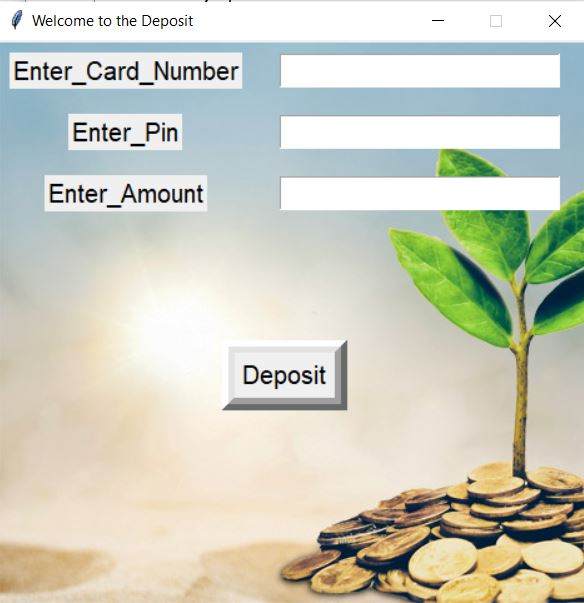 Welcome to the Deposit
Enter_Card_Number
Enter_Pin
Enter_Amount
Deposit